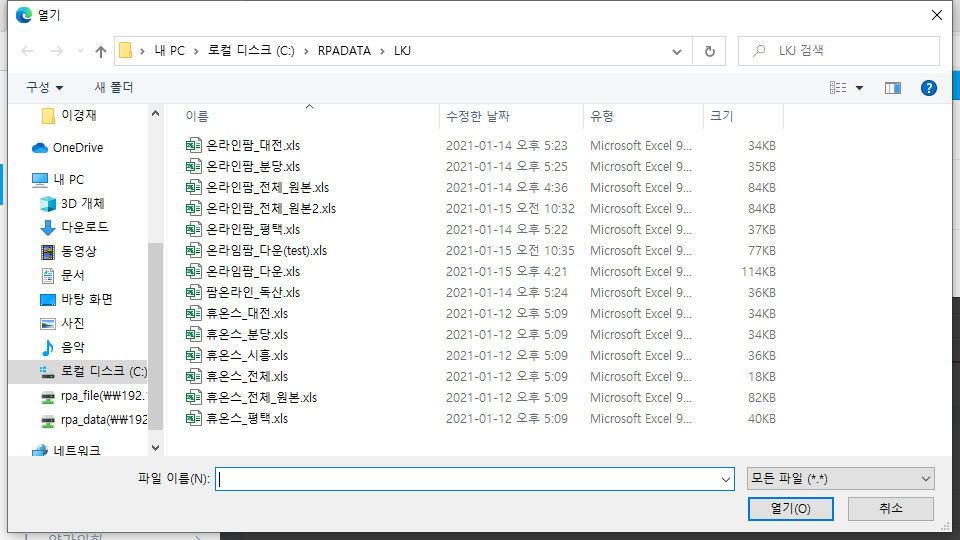 열기
내 PC > 로컬 디스크 (C:) > RPADATA > LKJ
LKJ 검색
구성 새 폴더
이경재
OneDrive
내 PC
3D 개체
다운로드
동영상
문서
바탕 화면
사진
음악
로컬 디스크 (C:)
rpa_file(₩₩192.1
rpa_data(₩₩192
네트워크
이름 수정한 날짜 유형 크기
온라인팜_대전.xls 2021-01-14 오후 5:23 Microsoft Excel 9... 34KB
온라인팜_분당.xls 2021-01-14 오후 5:25 Microsoft Excel 9... 35KB
온라인팜_전체_원본.xls 2021-01-14 오후 4:36 Microsoft Excel 9... 84KB
온라인팜_전체_원본2.xls 2021-01-15 오전 10:32 Microsoft Excel 9... 84KB
온라인팜_평택.xls 2021-01-14 오후 5:22 Microsoft Excel 9... 37KB
온라임팜_다운(test).xls 2021-01-15 오전 10:35 Microsoft Excel 9... 77KB
온라임팜_다운.xls 2021-01-15 오후 4:21 Microsoft Excel 9... 114KB
팜온라인_독산.xls 2021-01-14 오후 5:24 Microsoft Excel 9... 36KB
휴온스_대전.xls 2021-01-12 오후 5:09 Microsoft Excel 9... 34KB
휴온스_분당.xls 2021-01-12 오후 5:09 Microsoft Excel 9... 34KB
휴온스_시흥.xls 2021-01-12 오후 5:09 Microsoft Excel 9... 36KB
휴온스_전체.xls 2021-01-12 오후 5:09 Microsoft Excel 9... 18KB
휴온스_전체_원본.xls 2021-01-12 오후 5:09 Microsoft Excel 9... 82KB
휴온스_평택.xls 2021-01-12 오후 5:09 Microsoft Excel 9... 40KB
파일 이름(N):
모든 파일 (*.*)
열기(O) 취소